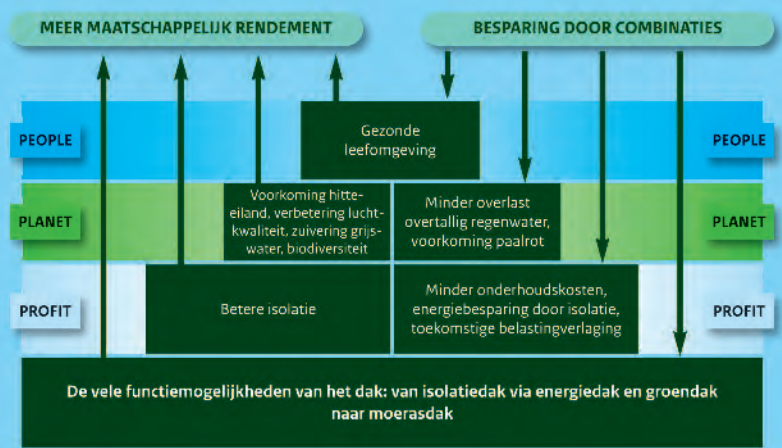 MEER MAATSCHAPPELIJK RENDEMENT
BESPARING DOOR COMBINATIES
PEOPLE
Gezonde
leefomgeving
PEOPLE
PLANET
Voorkoming hitte-
eiland, verbetering lucht-
kwaliteit, zuivering grijs-
water, biodiversiteit
Minder overlast
overtallig regenwater,
voorkoming paalrot
PLANET
PROFIT
Betere isolatie
Minder onderhoudskosten,
energiebesparing door isolatie,
toekomstige belastingverlaging
PROFIT
De vele functiemogelijkheden van het dak: van isolatiedak via energiedak en groendak
naar moerasdak